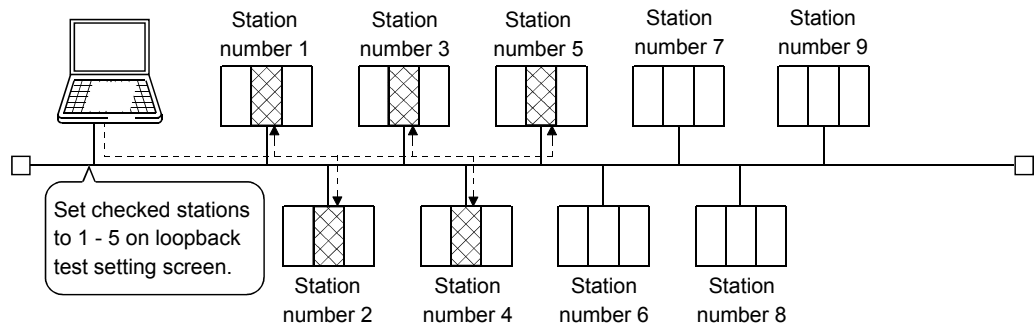 Station
number 1
Station
number 3
Station
number 5
Station
number 7
Station
number 9
Set checked stations
to 1 - 5 on loopback
test setting screen.
Station
number 2
Station
number 4
Station
number 6
Station
number 8